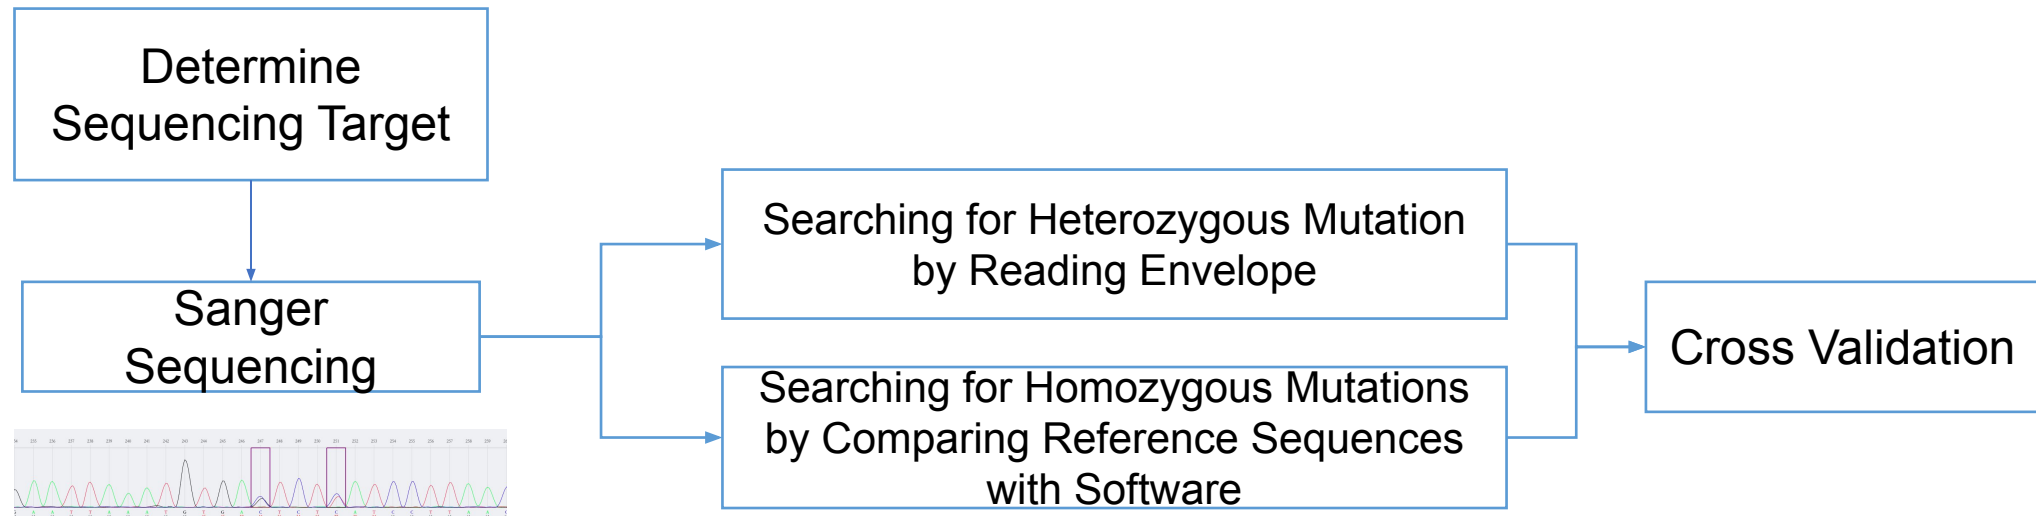 Determine
Sequencing Target
Sanger
Sequencing
Searching for Heterozygous Mutation
by Reading Envelope
Searching for Homozygous Mutations
by Comparing Reference Sequences
with Software
Cross Validation